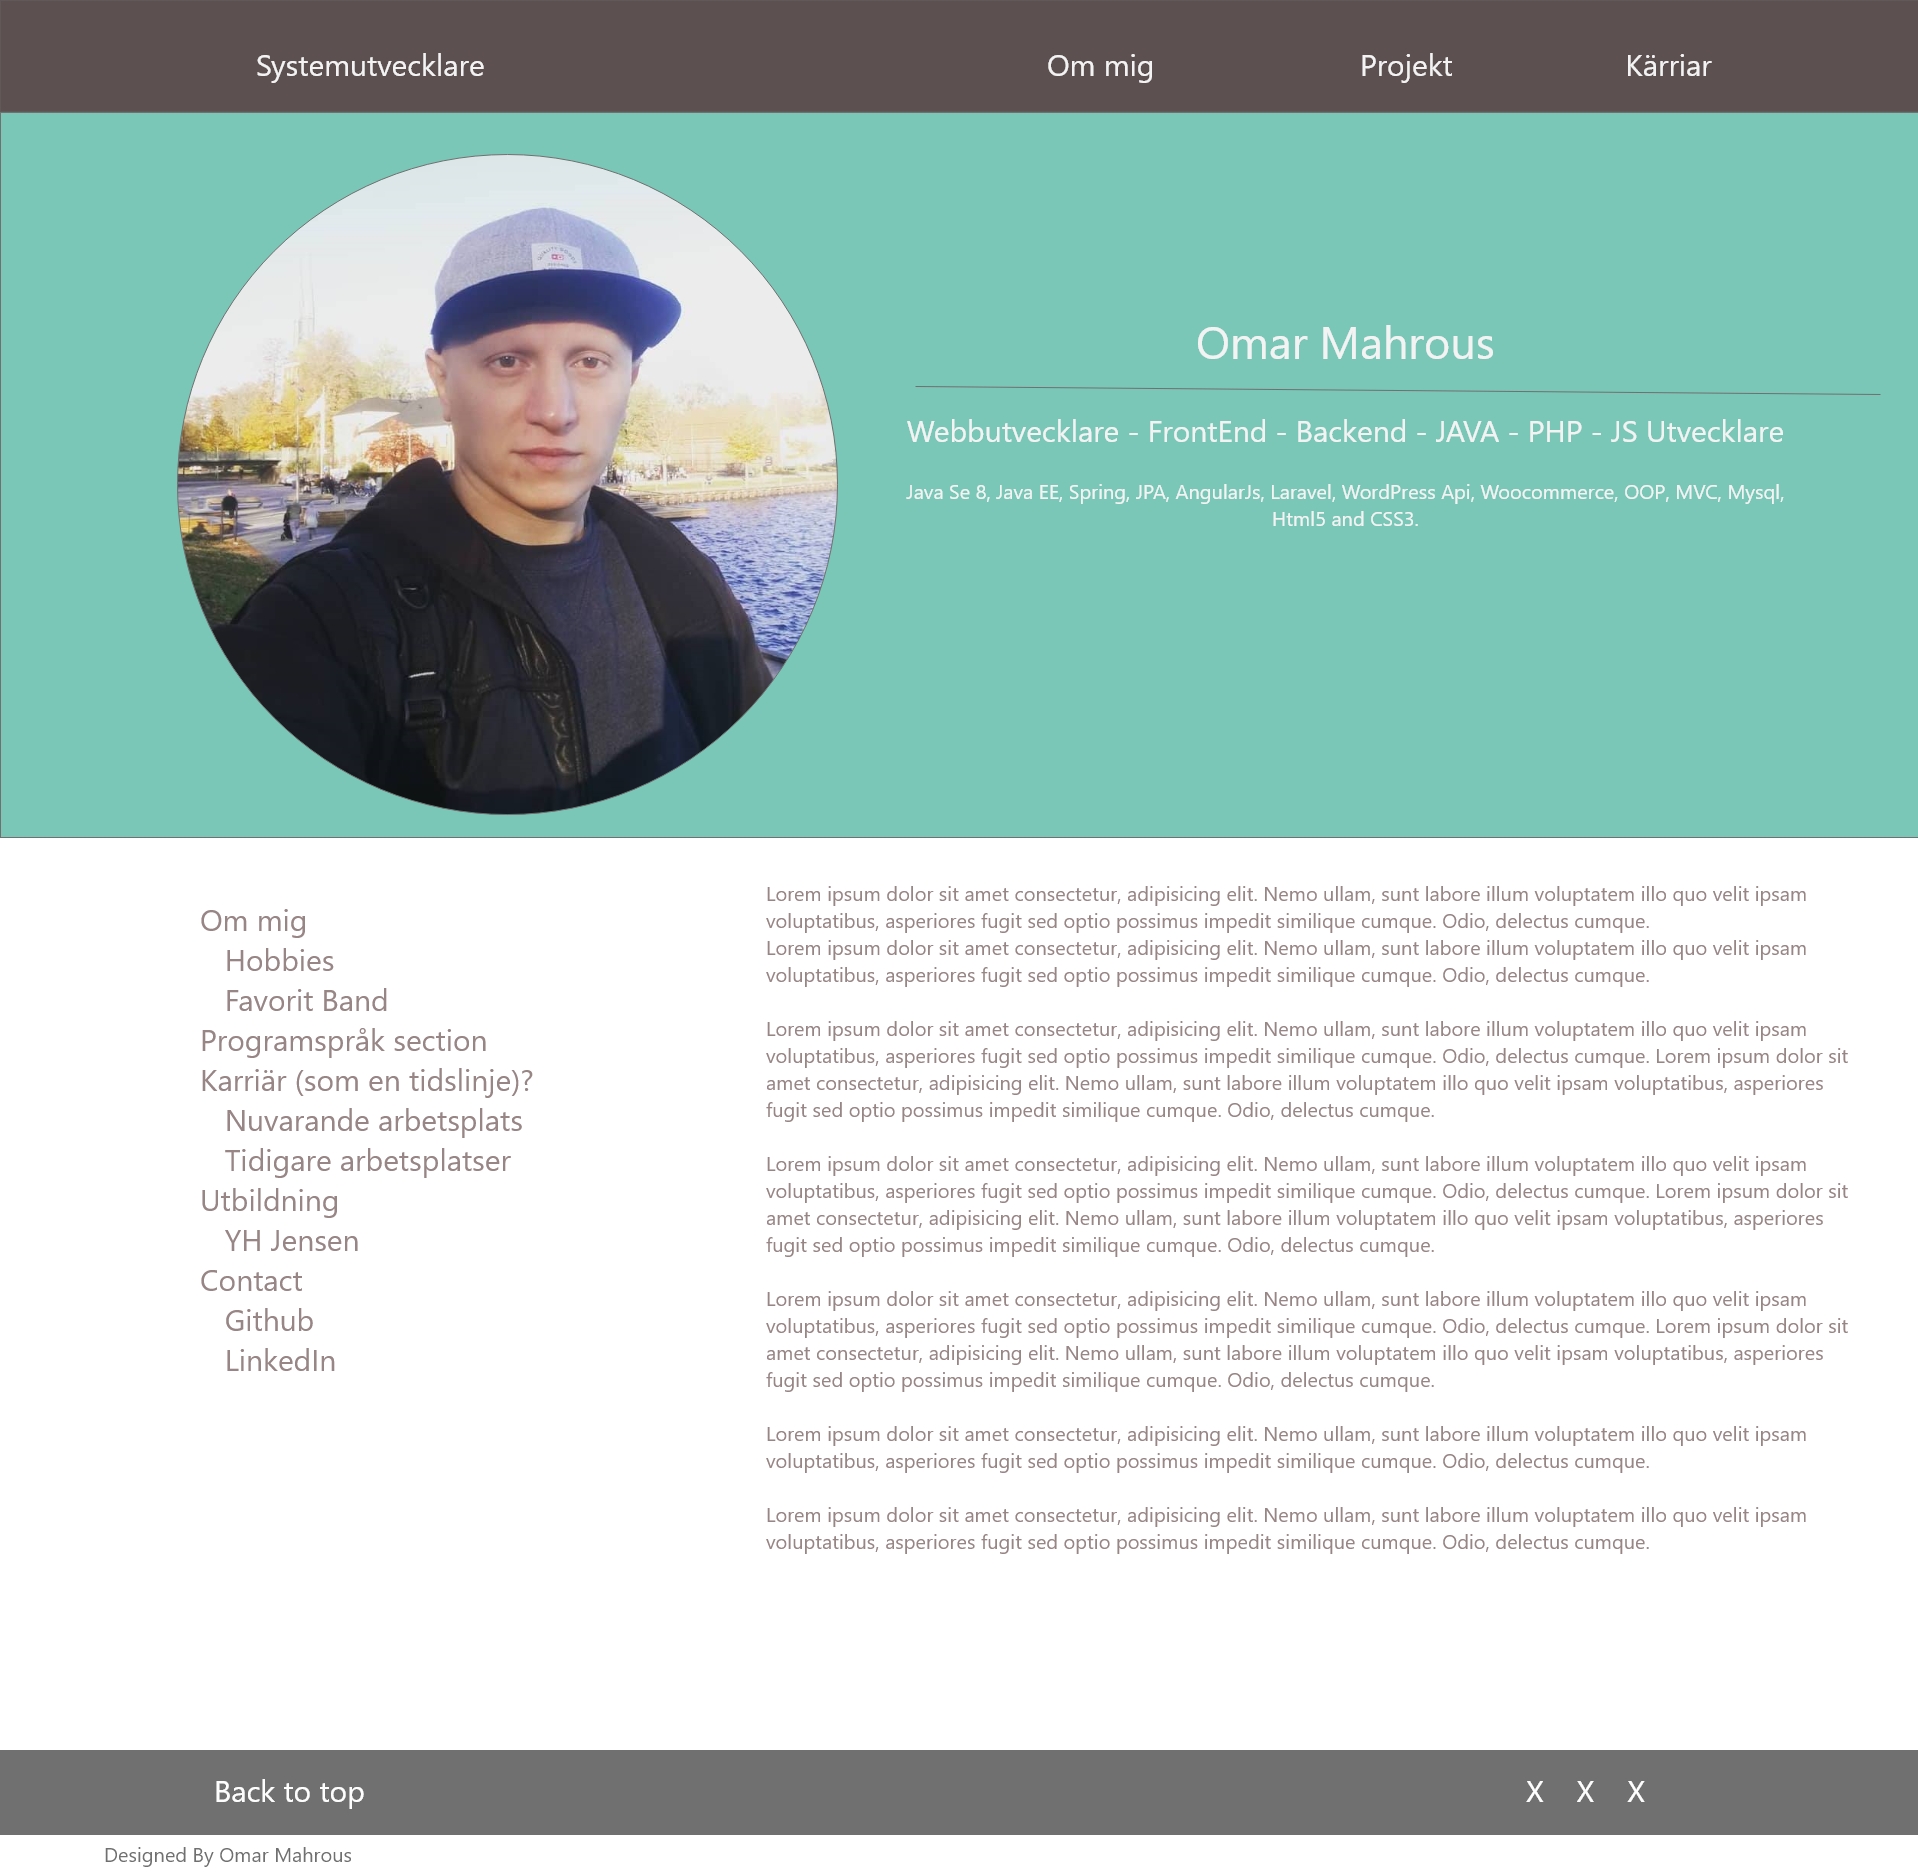 Systemutvecklare
Om mig
Projekt
Kärriar
Omar Mahrous
Webbutvecklare - FrontEnd - Backend - JAVA - PHP - JS Utvecklare
Java Se 8, Java EE, Spring, JPA, AngularJs, Laravel, WordPress Api, Woocommerce, OOP, MVC, Mysql,
Html5 and CSS3.
Om mig
Hobbies
Favorit Band
Programspråk section
Karriär (som en tidslinje)?
Nuvarande arbetsplats
Tidigare arbetsplatser
Utbildning
YH Jensen
Contact
Github
LinkedIn
Lorem ipsum dolor sit amet consectetur, adipisicing elit. Nemo ullam, sunt labore illum voluptatem illo quo velit ipsam
voluptatibus, asperiores fugit sed optio possimus impedit similique cumque. Odio, delectus cumque.
Lorem ipsum dolor sit amet consectetur, adipisicing elit. Nemo ullam, sunt labore illum voluptatem illo quo velit ipsam
voluptatibus, asperiores fugit sed optio possimus impedit similique cumque. Odio, delectus cumque.
Lorem ipsum dolor sit amet consectetur, adipisicing elit. Nemo ullam, sunt labore illum voluptatem illo quo velit ipsam
voluptatibus, asperiores fugit sed optio possimus impedit similique cumque. Odio, delectus cumque. Lorem ipsum dolor sit
amet consectetur, adipisicing elit. Nemo ullam, sunt labore illum voluptatem illo quo velit ipsam voluptatibus, asperiores
fugit sed optio possimus impedit similique cumque. Odio, delectus cumque.
Lorem ipsum dolor sit amet consectetur, adipisicing elit. Nemo ullam, sunt labore illum voluptatem illo quo velit ipsam
voluptatibus, asperiores fugit sed optio possimus impedit similique cumque. Odio, delectus cumque. Lorem ipsum dolor sit
amet consectetur, adipisicing elit. Nemo ullam, sunt labore illum voluptatem illo quo velit ipsam voluptatibus, asperiores
fugit sed optio possimus impedit similique cumque. Odio, delectus cumque.
Lorem ipsum dolor sit amet consectetur, adipisicing elit. Nemo ullam, sunt labore illum voluptatem illo quo velit ipsam
voluptatibus, asperiores fugit sed optio possimus impedit similique cumque. Odio, delectus cumque. Lorem ipsum dolor sit
amet consectetur, adipisicing elit. Nemo ullam, sunt labore illum voluptatem illo quo velit ipsam voluptatibus, asperiores
fugit sed optio possimus impedit similique cumque. Odio, delectus cumque.
Lorem ipsum dolor sit amet consectetur, adipisicing elit. Nemo ullam, sunt labore illum voluptatem illo quo velit ipsam
voluptatibus, asperiores fugit sed optio possimus impedit similique cumque. Odio, delectus cumque.
Lorem ipsum dolor sit amet consectetur, adipisicing elit. Nemo ullam, sunt labore illum voluptatem illo quo velit ipsam
voluptatibus, asperiores fugit sed optio possimus impedit similique cumque. Odio, delectus cumque.
Back to top
X X X
Designed By Omar Mahrous